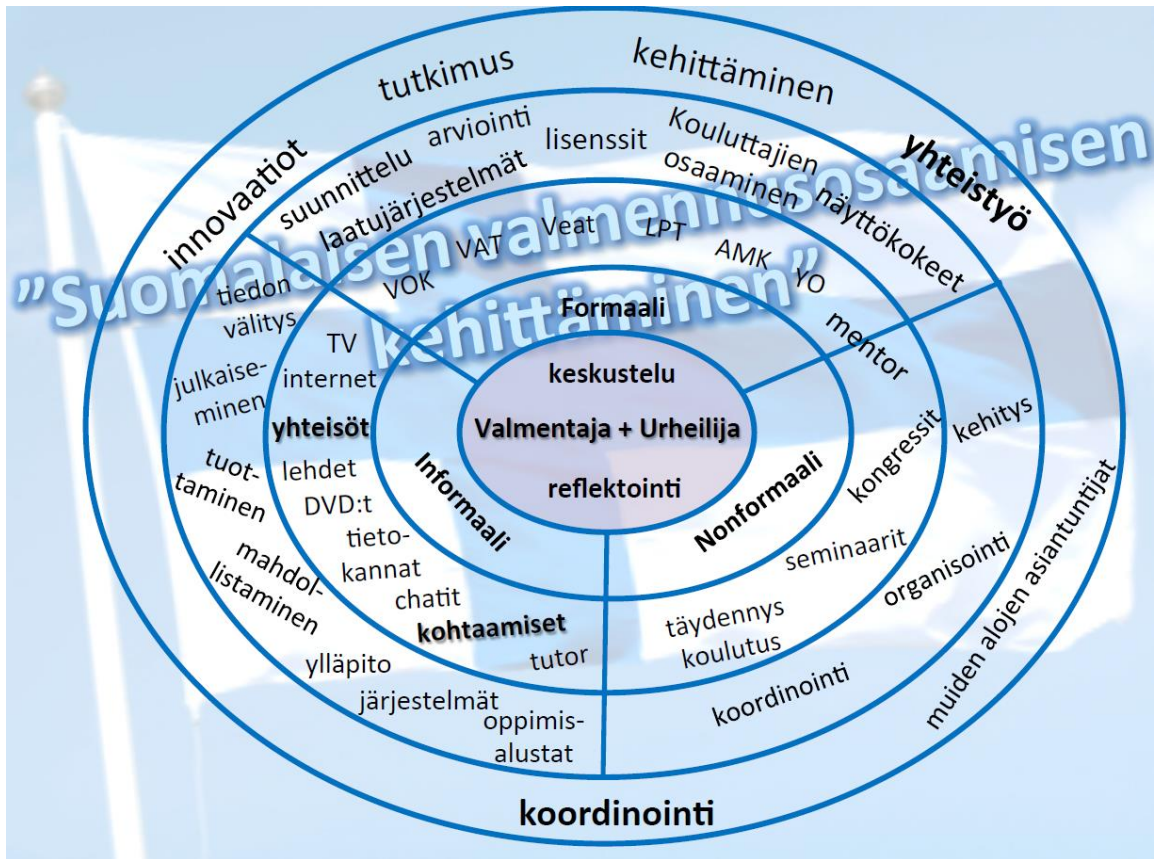 tutkimus
kehittäminen
yhteistyö
innovaatiot
"Suomalaisen valmennusosaamisen
kehittäminen"
suunnittelu
arviointi
laatujärjestelmät
lisenssit
Kouluttajien
osaaminen
näyttökokeet
VOK
VAT
Veat
LPT
AMK
YO
mentor
Formaali
keskustelu
Valmentaja + Urheilija
reflektointi
Informaali
Nonformaali
tiedon
välitys
julkaise-
minen
tuot-
taminen
mahdol-
listaminen
ylläpito
järjestelmät
oppimis-
alustat
TV
internet
yhteisöt
lehdet
DVD:t
tieto-
kannat
chatit
kohtaamiset
tutor
kongressit
seminaarit
täydennys
koulutus
kehitys
organisointi
koordinointi
muiden alojen asiantuntijat
koordinointi